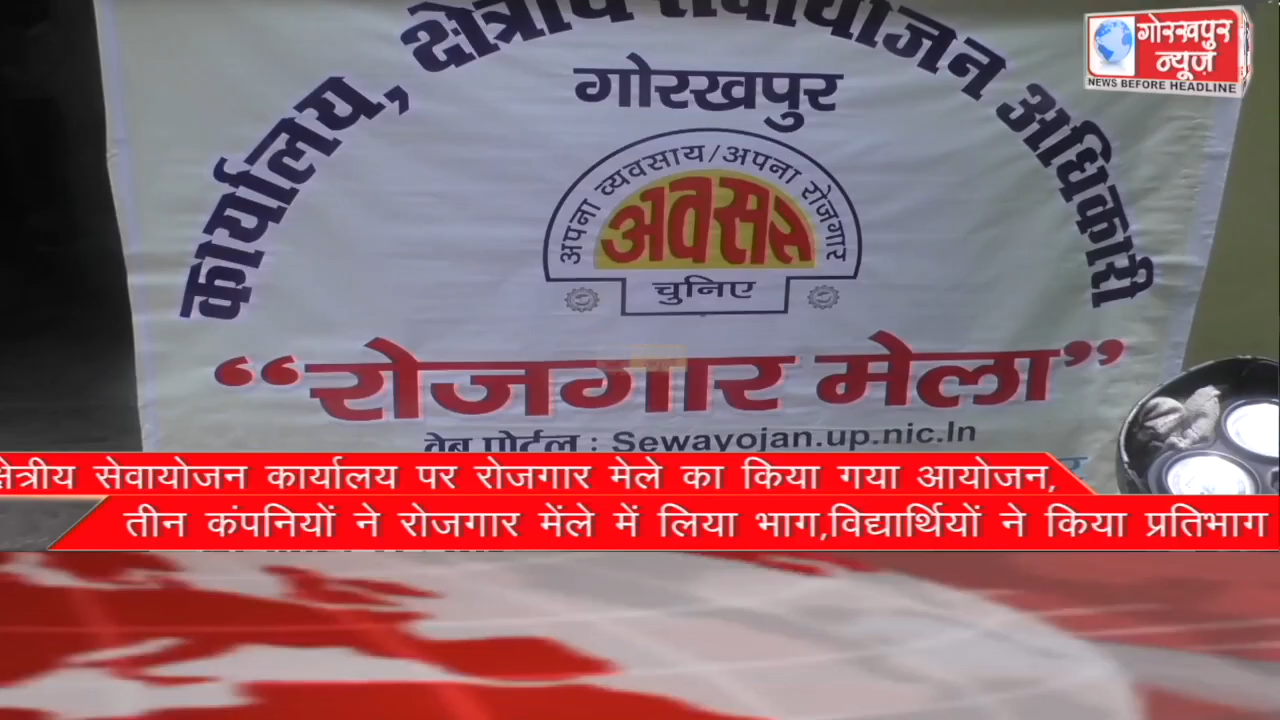 कार्यालय, क्षेत्रीय सेवायोजन अधिकारी
गोरखपुर
अपना व्यवसाय/अपना रोजगार
अवसर
चुनिए
“रोजगार मेला”
वेब पोर्टल : Sewayojan.up.nic.In
गोरखपुर
न्यूज़
NEWS BEFORE HEADLINE
क्षेत्रीय सेवायोजन कार्यालय पर रोजगार मेले का किया गया आयोजन,
तीन कंपनियों ने रोजगार मेंले में लिया भाग,विद्यार्थियों ने किया प्रतिभाग